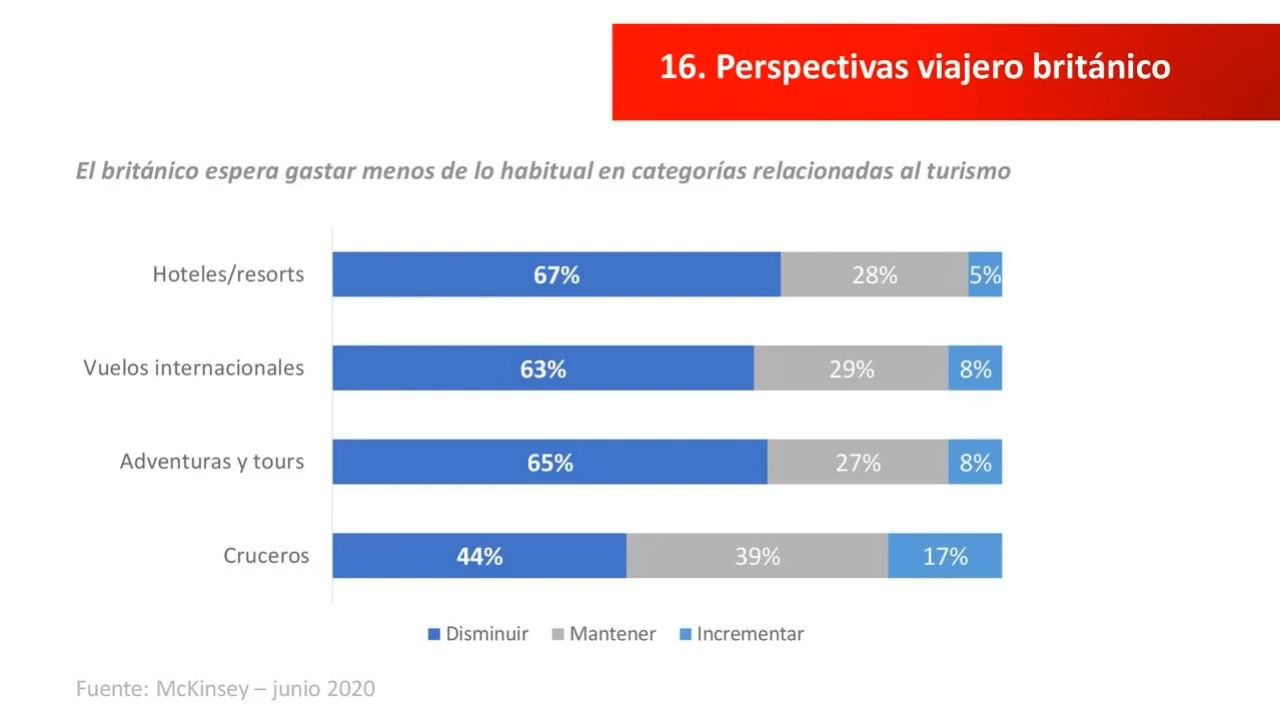 16. Perspectivas viajero británico
El británico espera gastar menos de lo habitual en categorías relacionadas al turismo
Hoteles/resorts 67% 28% 5%
Vuelos internacionales 63% 29% 8%
Adventuras y tours 65% 27% 8%
Cruceros 44% 39% 17%
Disminuir Mantener Incrementar
Fuente: McKinsey – junio 2020